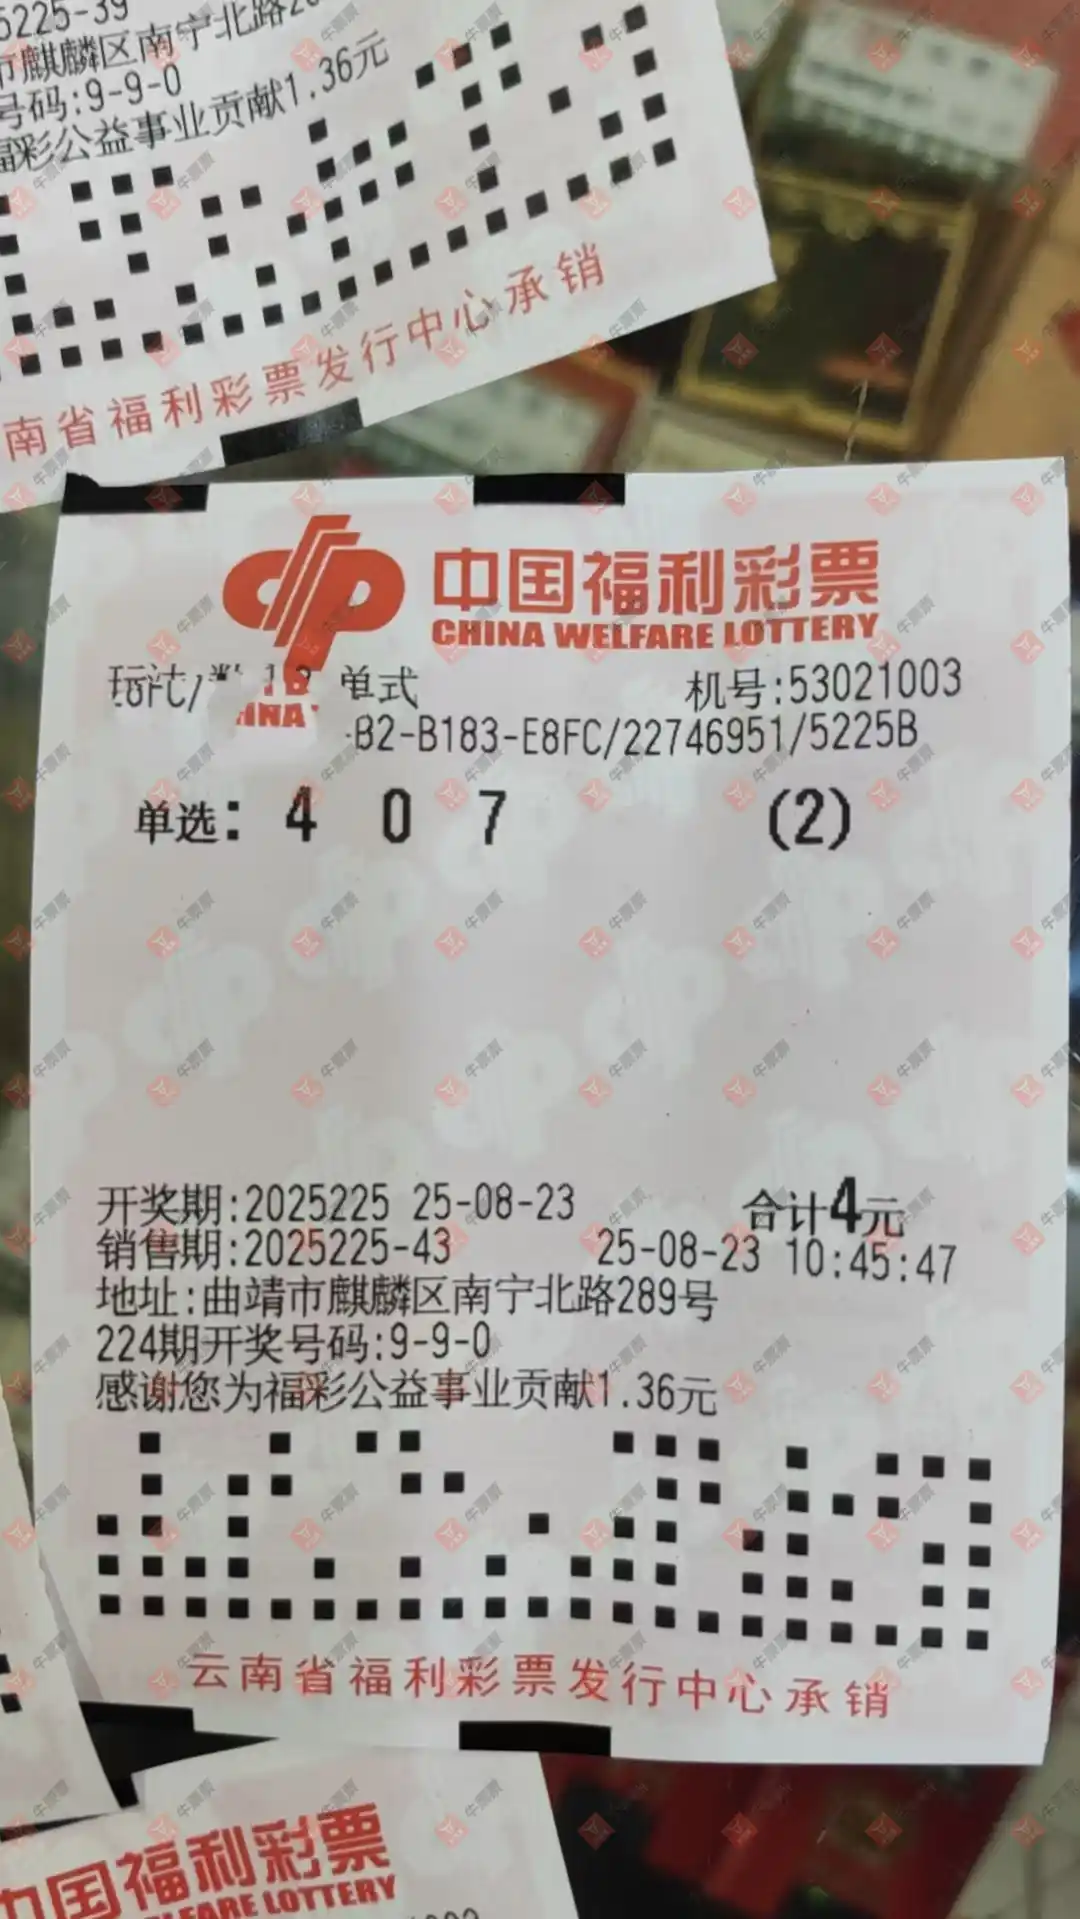 5225-39
市麒麟区南宁北路
号码:9-9-0
福彩公益事业贡献1.36元
南省福利彩票发行中心承销
中国福利彩票
CHINA WELFARE LOTTERY
单式 机号:53021003
-B2-B183-E8FC/22746951/5225B
单选: 4 0 7 (2)
开奖期:2025225 25-08-23 合计4元
销售期:2025225-43 25-08-23 10:45:47
地址:曲靖市麒麟区南宁北路289号
224期开奖号码:9-9-0
感谢您为福彩公益事业贡献1.36元
云南省福利彩票发行中心承销
中国福利彩票
WELFARE LOTTERY
牛票票